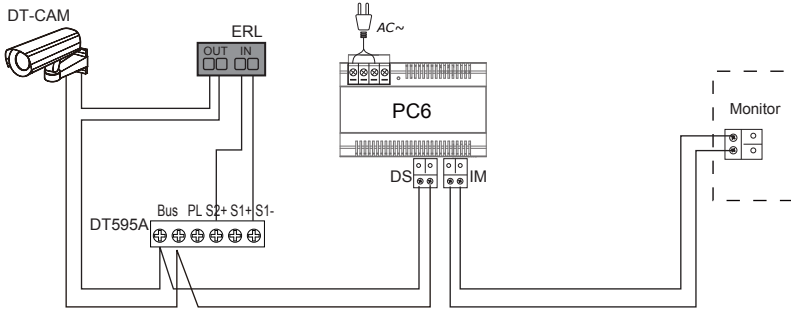 DT-CAM
ERL
OUT IN
AC~
PC6
Monitor
DS IM
Bus PL S2+ S1+ S1-
DT595A